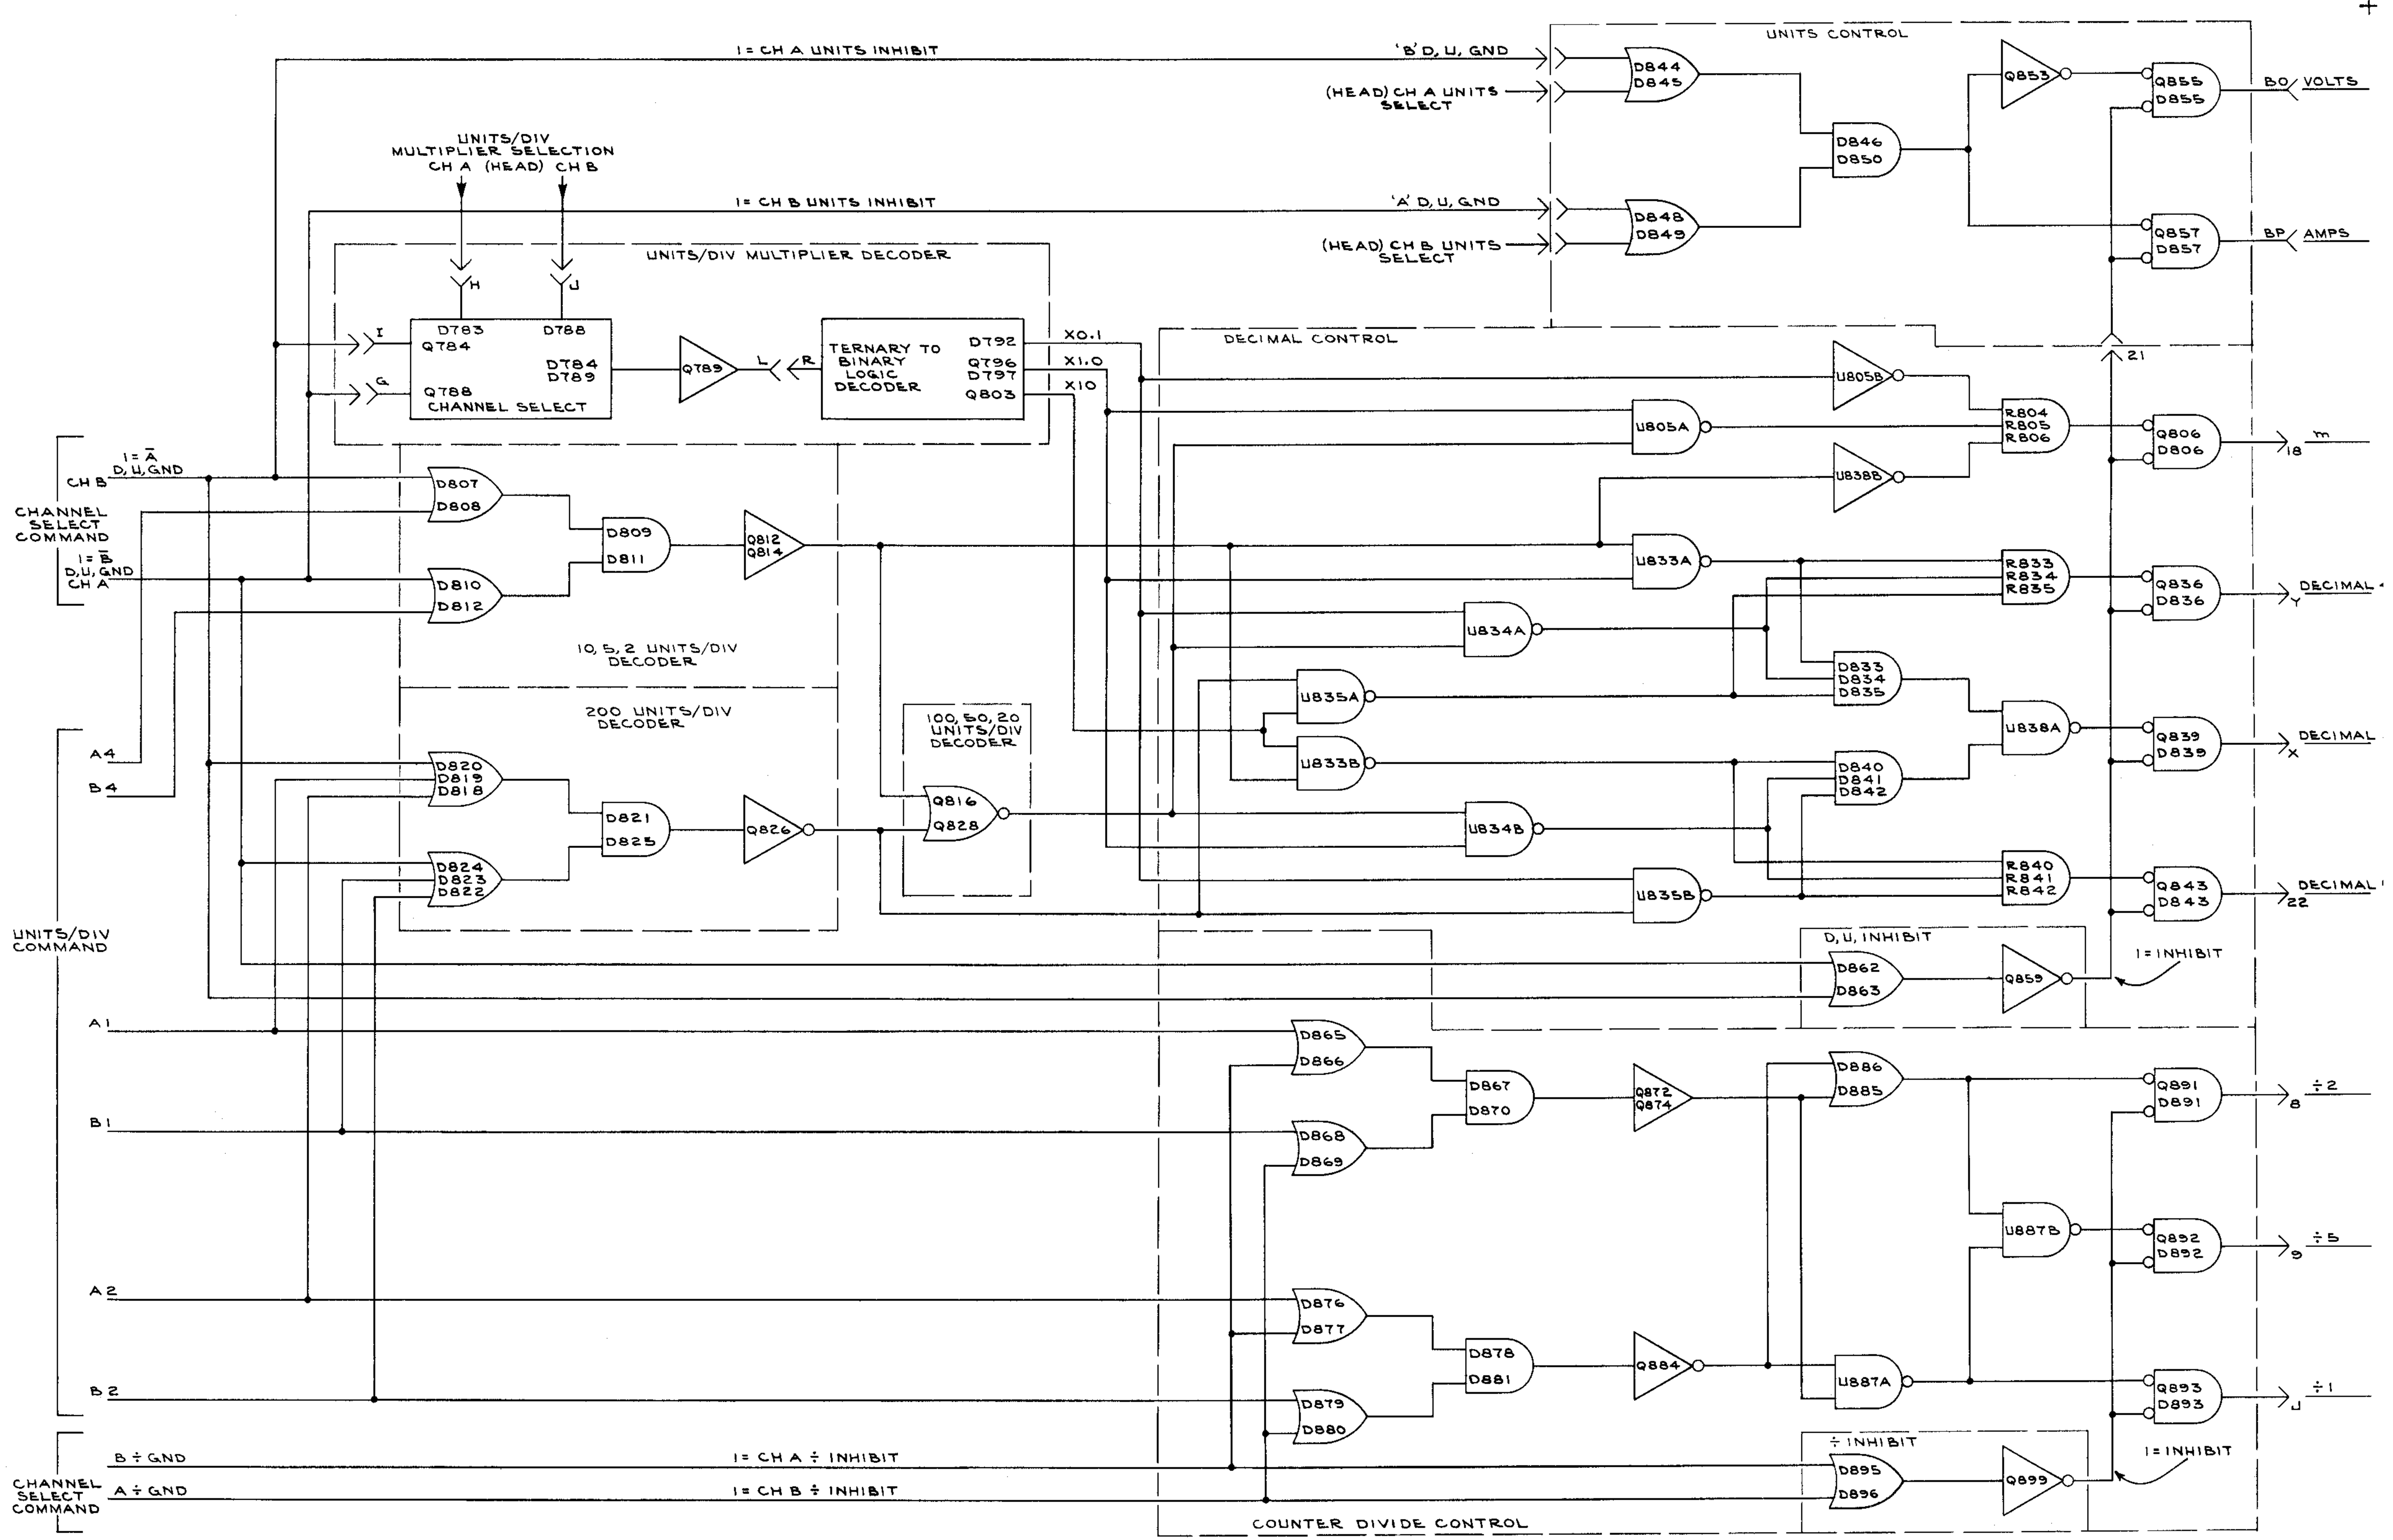 UNITS CONTROL
1 = CH A UNITS INHIBIT
'B' D, U, GND
(HEAD) CH A UNITS
SELECT
D844
D845
Q853
Q855
D855
BO
VOLTS
UNITS/DIV
MULTIPLIER SELECTION
CH A (HEAD) CH B
D846
D850
1 = CH B UNITS INHIBIT
'A' D, U, GND
(HEAD) CH B UNITS
SELECT
D848
D849
Q857
D857
BP
AMPS
UNITS/DIV MULTIPLIER DECODER
H
J
I
G
D783
D788
Q784
D784
D789
Q788
CHANNEL SELECT
Q789
L
R
TERNARY TO
BINARY
LOGIC
DECODER
D792
Q796
D797
Q803
X0.1
X1.0
X10
DECIMAL CONTROL
21
U805B
U805A
U838B
R804
R805
R806
Q806
D806
18
m
CHANNEL
SELECT
COMMAND
1 = A̅
D, U, GND
CH B
1 = B̅
D, U, GND
CH A
D807
D808
D809
D811
D810
D812
Q812
Q814
10, 5, 2 UNITS/DIV
DECODER
U833A
R833
R834
R835
Q836
D836
Y
DECIMAL
U834A
U835A
U833B
D833
D834
D835
U838A
Q839
D839
X
DECIMAL
200 UNITS/DIV
DECODER
100, 50, 20
UNITS/DIV
DECODER
A4
B4
D820
D819
D818
D821
D825
D824
D823
D822
Q826
Q816
Q828
D840
D841
D842
U834B
U835B
R840
R841
R842
Q843
D843
22
DECIMAL
UNITS/DIV
COMMAND
D, U, INHIBIT
D862
D863
Q859
1 = INHIBIT
A1
B1
A2
B2
D865
D866
D867
D870
D868
D869
Q872
Q874
D886
D885
Q891
D891
8
÷2
U887B
Q892
D892
9
÷5
D876
D877
D878
D881
D879
D880
Q884
U887A
Q893
D893
J
÷1
CHANNEL
SELECT
COMMAND
B ÷ GND
A ÷ GND
1 = CH A ÷ INHIBIT
1 = CH B ÷ INHIBIT
÷ INHIBIT
D895
D896
Q899
1 = INHIBIT
COUNTER DIVIDE CONTROL